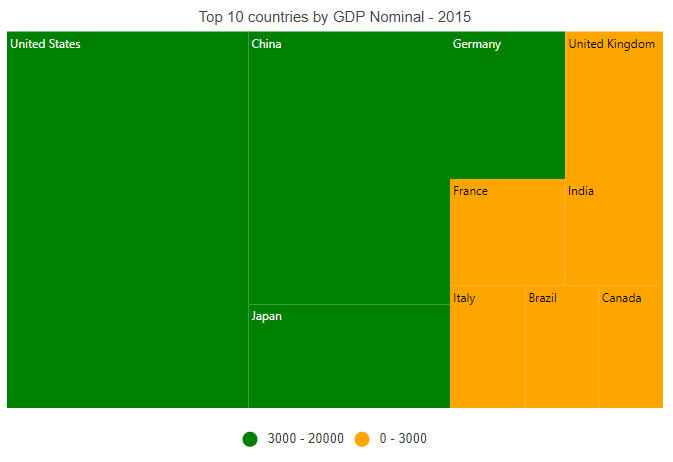 Top 10 countries by GDP Nominal - 2015
United States
China
Germany
United Kingdom
France
India
Japan
Italy
Brazil
Canada
3000 - 20000
0 - 3000